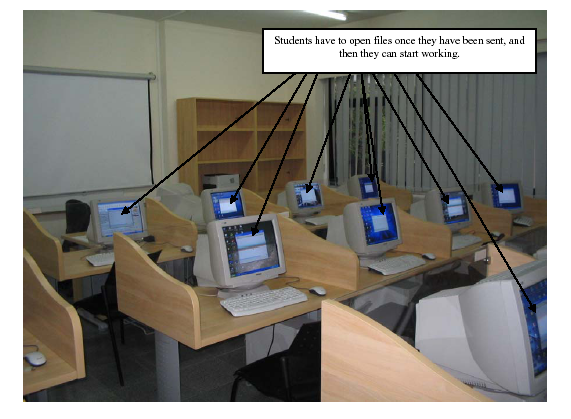 Students have to open files once they have been sent, and
then they can start working.